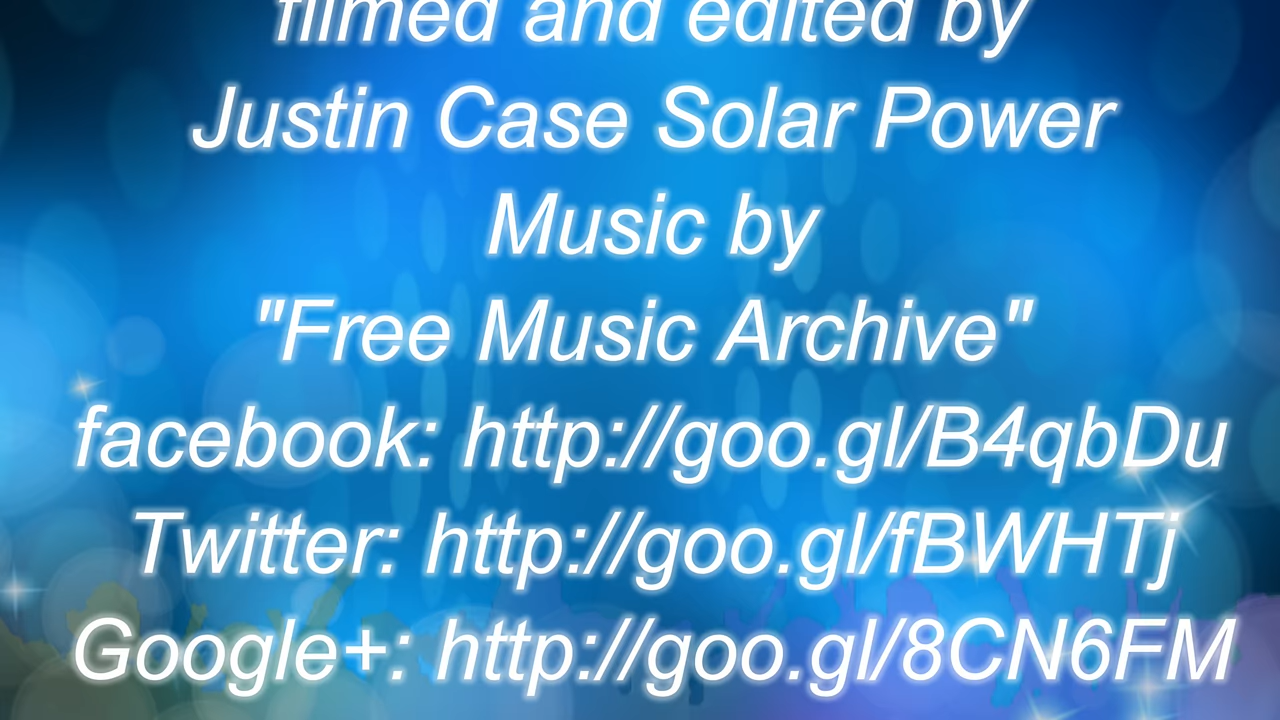 filmed and edited by
Justin Case Solar Power
Music by
"Free Music Archive"
facebook: http://goo.gl/B4qbDu
Twitter: http://goo.gl/fBWHTj
Google+: http://goo.gl/8CN6FM